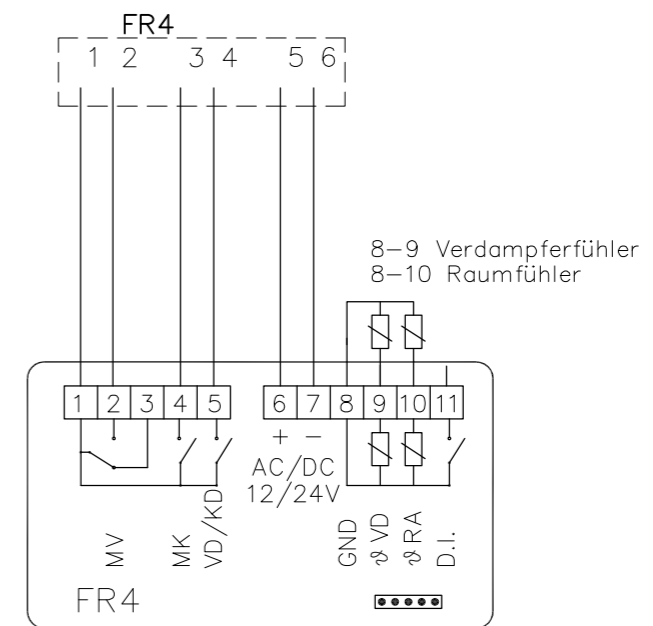 FR4
1 2 3 4 5 6
8-9 Verdampferfühler
8-10 Raumfühler
1 2 3 4 5 6 7 8 9 10 11
+ -
AC/DC
12/24V
MV
MK
VD/KD
GND
ϑ VD
ϑ RA
D.I.
FR4